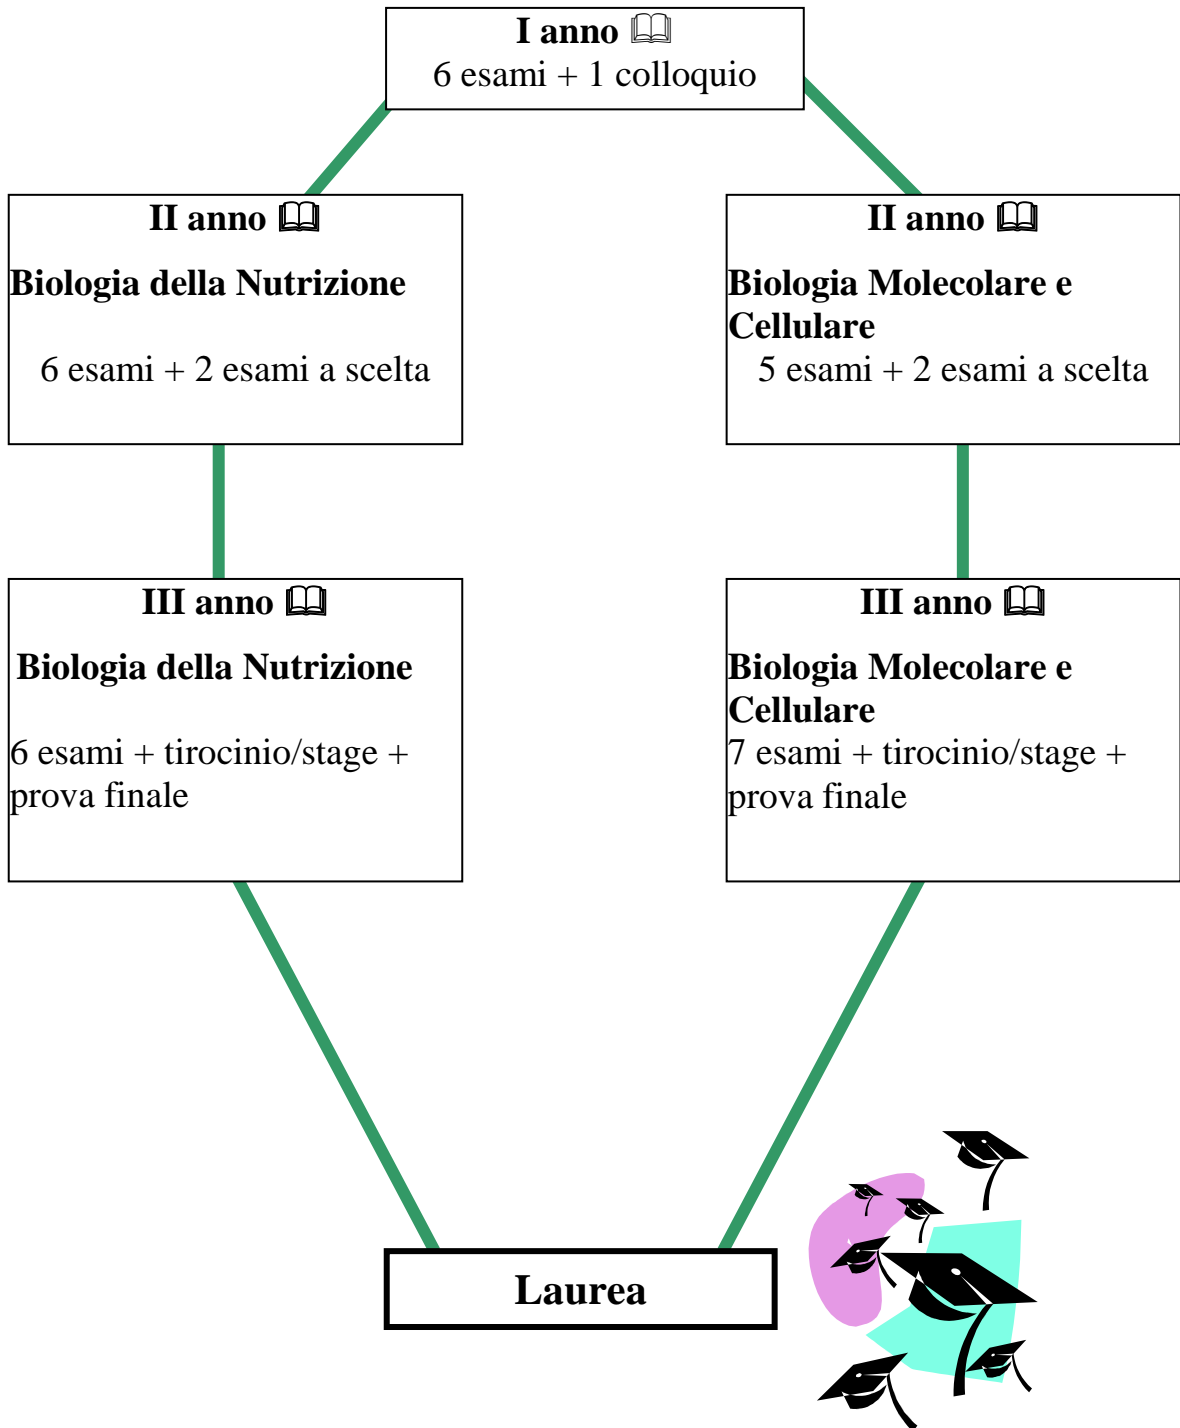 I anno 🕮
6 esami + 1 colloquio
II anno 🕮
Biologia della Nutrizione
6 esami + 2 esami a scelta
II anno 🕮
Biologia Molecolare e
Cellulare
5 esami + 2 esami a scelta
III anno 🕮
Biologia della Nutrizione
6 esami + tirocinio/stage +
prova finale
III anno 🕮
Biologia Molecolare e
Cellulare
7 esami + tirocinio/stage +
prova finale
Laurea